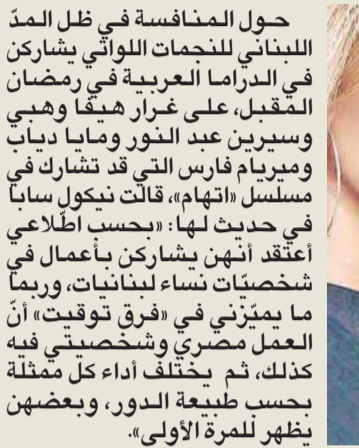 حول المنافسة في ظل المدّ
اللبناني للنجمات اللواتي يشاركن
في الدراما العربية في رمضان
المقبل، على غرار هيفا وهبي
وسيرين عبد النور ومايا دياب
وميريام فارس التي قد تشارك في
مسلسل «اتهام»، قالت نيكول سابا
في حديث لها: «بحسب اطّلاعي
أعتقد أنهن يشاركن بأعمال في
شخصيّات نساء لبنانيات، وربما
ما يميّزني في «فرق توقيت» أنّ
العمل مصري وشخصيتي فيه
كذلك، ثم يختلف أداء كل ممثلة
بحسب طبيعة الدور، وبعضهن
يظهر للمرة الأولى».